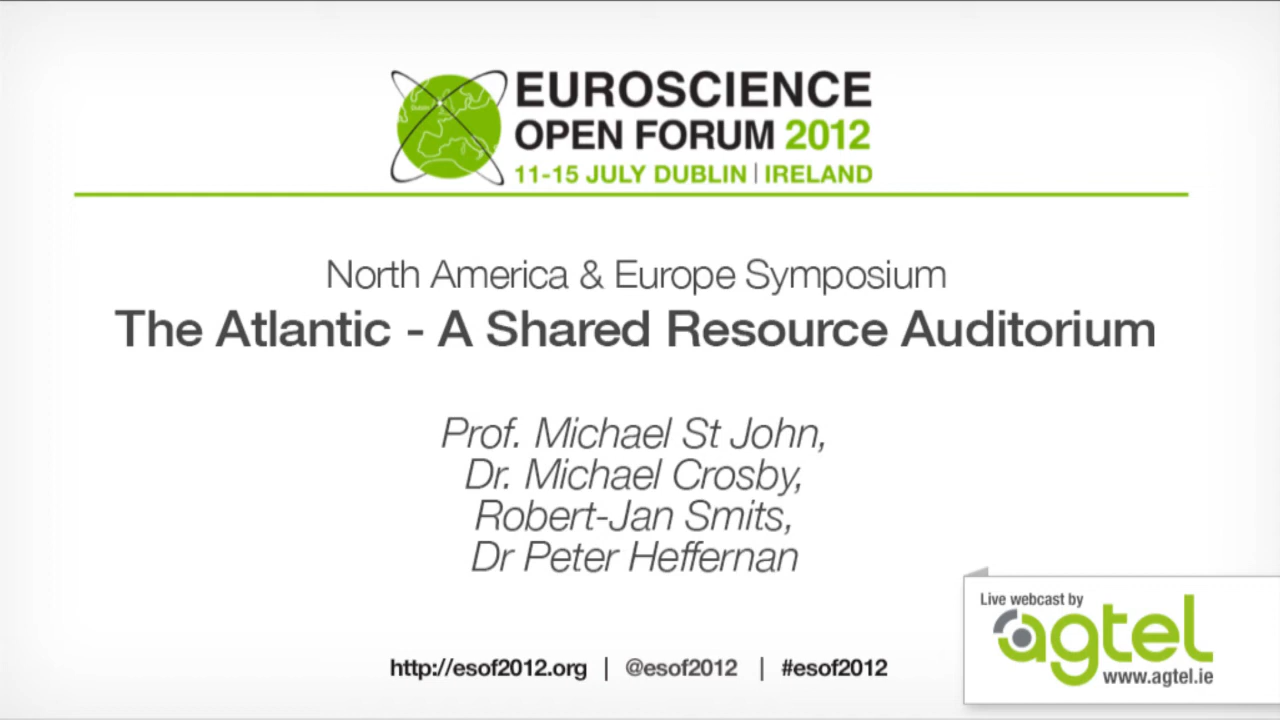 EUROSCIENCE
OPEN FORUM 2012
11-15 JULY DUBLIN | IRELAND
North America & Europe Symposium
The Atlantic - A Shared Resource Auditorium
Prof. Michael St John,
Dr. Michael Crosby,
Robert-Jan Smits,
Dr Peter Heffernan
Live webcast by
agtel
www.agtel.ie
http://esof2012.org | @esof2012 | #esof2012